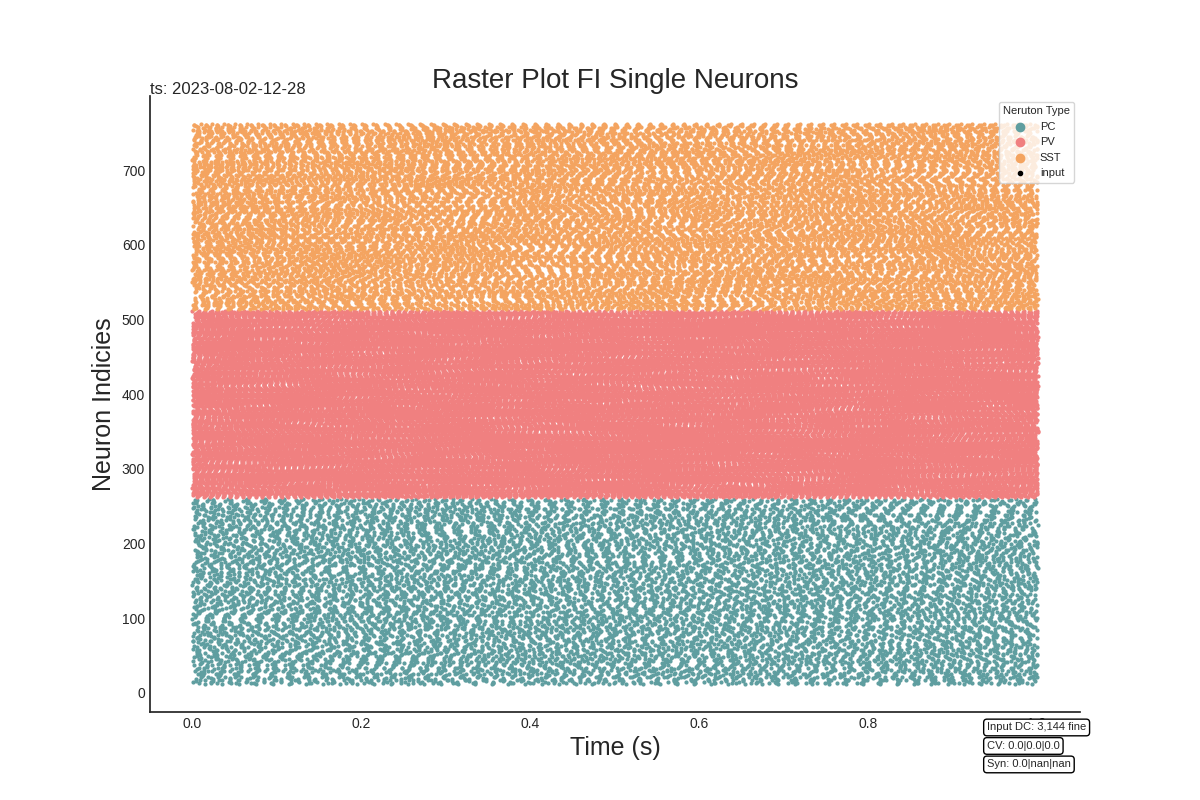 Raster Plot FI Single Neurons
ts: 2023-08-02-12-28
Neruton Type
PC
PV
SST
input
Neuron Indicies
700
600
500
400
300
200
100
0
0.0 0.2 0.4 0.6 0.8
Time (s)
Input DC: 3,144 fine
CV: 0.0|0.0|0.0
Syn: 0.0|nan|nan